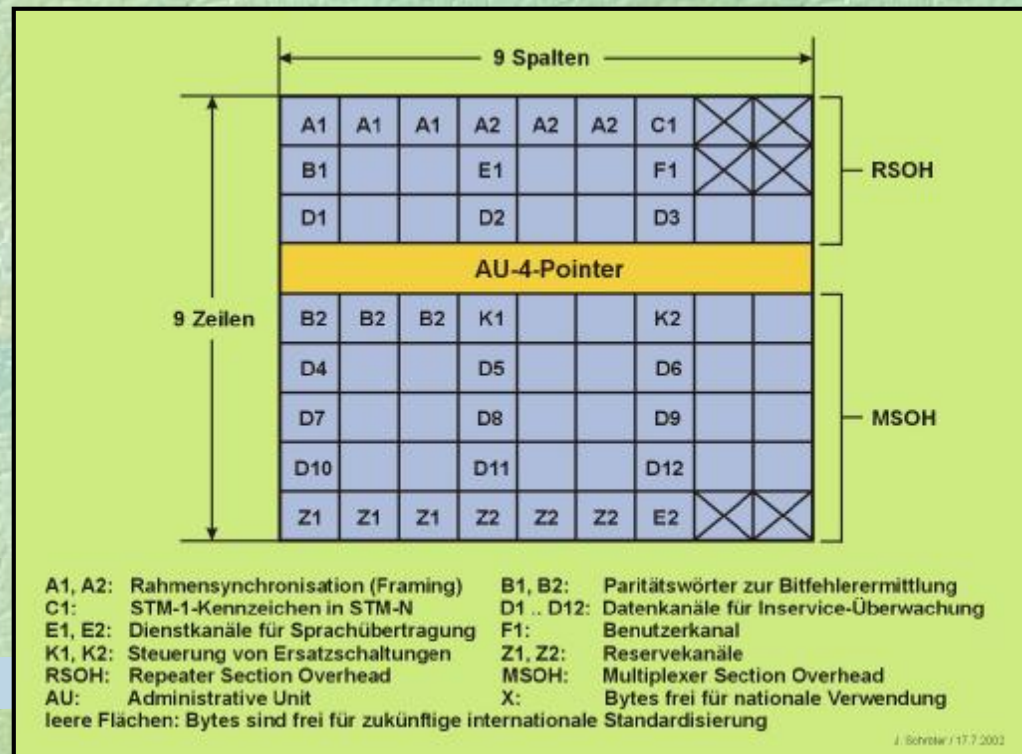 9 Spalten
A1 A1 A1 A2 A2 A2 C1
B1 E1 F1
RSOH
D1 D2 D3
AU-4-Pointer
9 Zeilen
B2 B2 B2 K1 K2
D4 D5 D6
D7 D8 D9
MSOH
D10 D11 D12
Z1 Z1 Z1 Z2 Z2 Z2 E2
A1, A2: Rahmensynchronisation (Framing) B1, B2: Paritätswörter zur Bitfehlerermittlung
C1: STM-1-Kennzeichen in STM-N D1 .. D12: Datenkanäle für Inservice-Überwachung
E1, E2: Dienstkanäle für Sprachübertragung F1: Benutzerkanal
K1, K2: Steuerung von Ersatzschaltungen Z1, Z2: Reservekanäle
RSOH: Repeater Section Overhead MSOH: Multiplexer Section Overhead
AU: Administrative Unit X: Bytes frei für nationale Verwendung
leere Flächen: Bytes sind frei für zukünftige internationale Standardisierung
J. / 17.7.2002